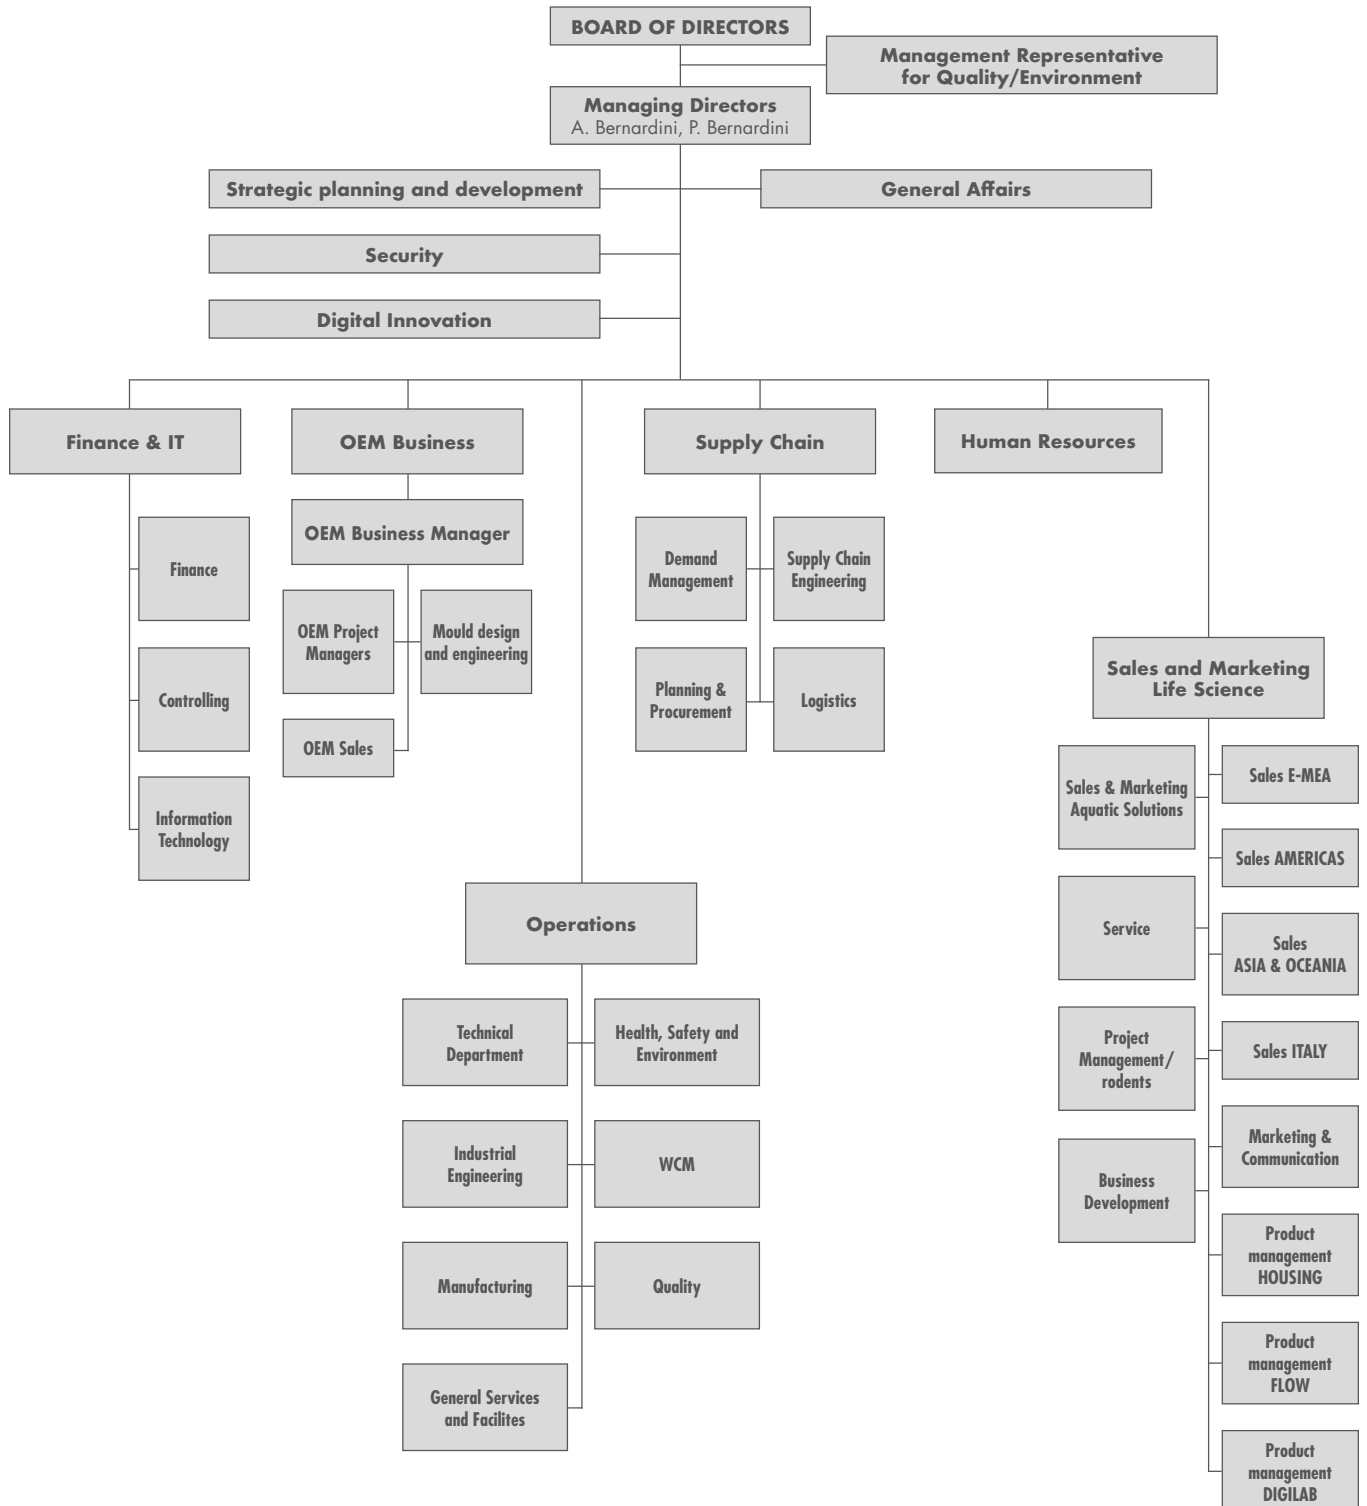 BOARD OF DIRECTORS
Management Representative
for Quality/Environment
Managing Directors
A. Bernardini, P. Bernardini
Strategic planning and development
General Affairs
Security
Digital Innovation
Finance & IT
OEM Business
Supply Chain
Human Resources
OEM Business Manager
Finance
Controlling
Information
Technology
OEM Project
Managers
Mould design
and engineering
OEM Sales
Demand
Management
Supply Chain
Engineering
Planning &
Procurement
Logistics
Operations
Technical
Department
Health, Safety and
Environment
Industrial
Engineering
WCM
Manufacturing
Quality
General Services
and Facilites
Sales and Marketing
Life Science
Sales & Marketing
Aquatic Solutions
Service
Project
Management/
rodents
Business
Development
Sales E-MEA
Sales AMERICAS
Sales
ASIA & OCEANIA
Sales ITALY
Marketing &
Communication
Product
management
HOUSING
Product
management
FLOW
Product
management
DIGILAB